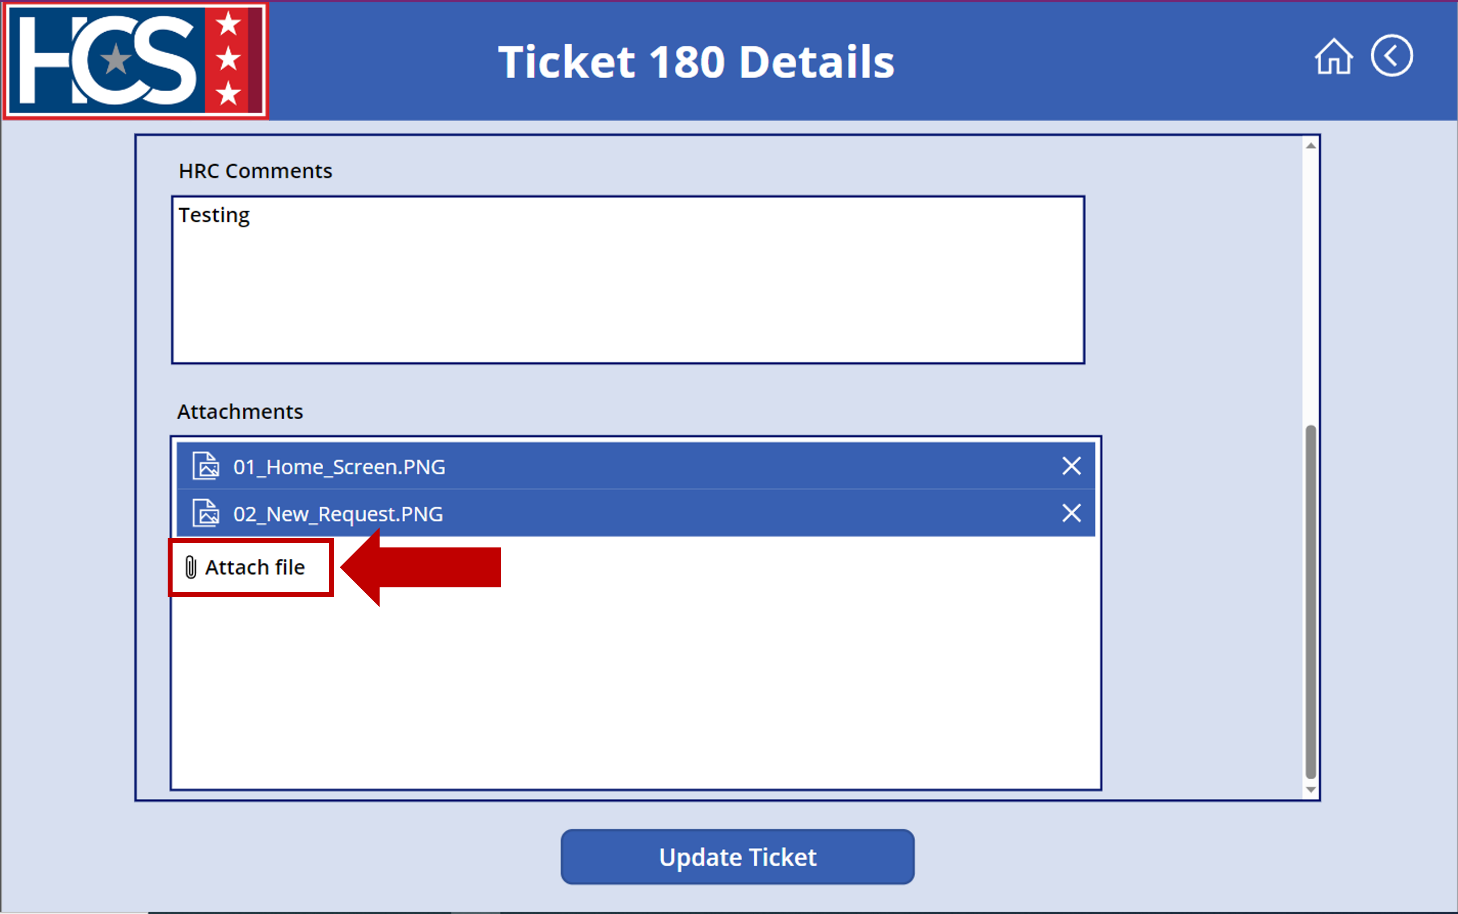 HCS
Ticket 180 Details
HRC Comments
Testing
Attachments
01_Home_Screen.PNG
02_New_Request.PNG
Attach file
Update Ticket